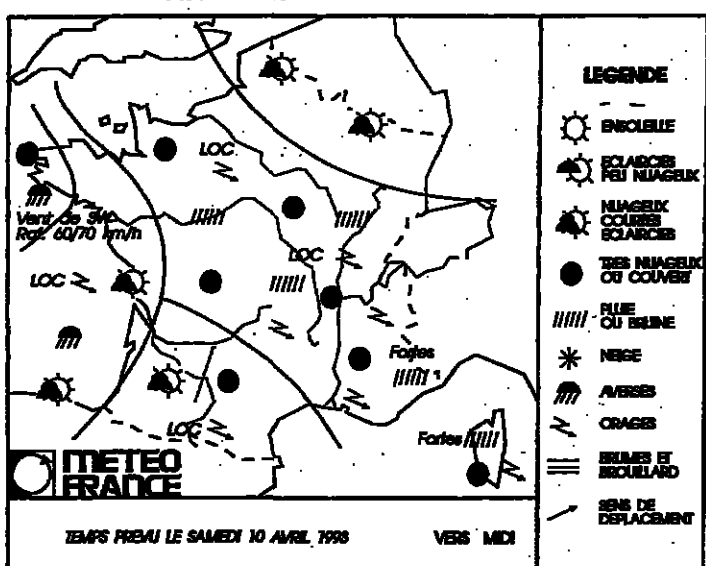 LOC
Vent de SW
Raf. 60/70 km/h
LOC
LOC
Fortes
LOC
Fortes
METEO
FRANCE
TEMPS PREVU LE SAMEDI 10 AVRIL 1993 VERS MIDI
LEGENDE
ENSOLEILLE
ECLAIRCIES
PEU NUAGEUX
NUAGEUX
COURTES
ECLAIRCIES
TRES NUAGEUX
OU COUVERT
PLUIE
OU BRUINE
NEIGE
AVERSES
ORAGES
BRUMES ET
BROUILLARD
SENS DE
DEPLACEMENT